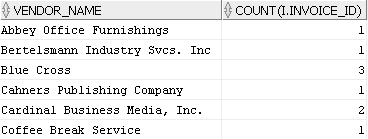 VENDOR_NAME COUNT(I.INVOICE_ID)
Abbey Office Furnishings 1
Bertelsmann Industry Svcs. Inc 1
Blue Cross 3
Cahners Publishing Company 1
Cardinal Business Media, Inc. 2
Coffee Break Service 1